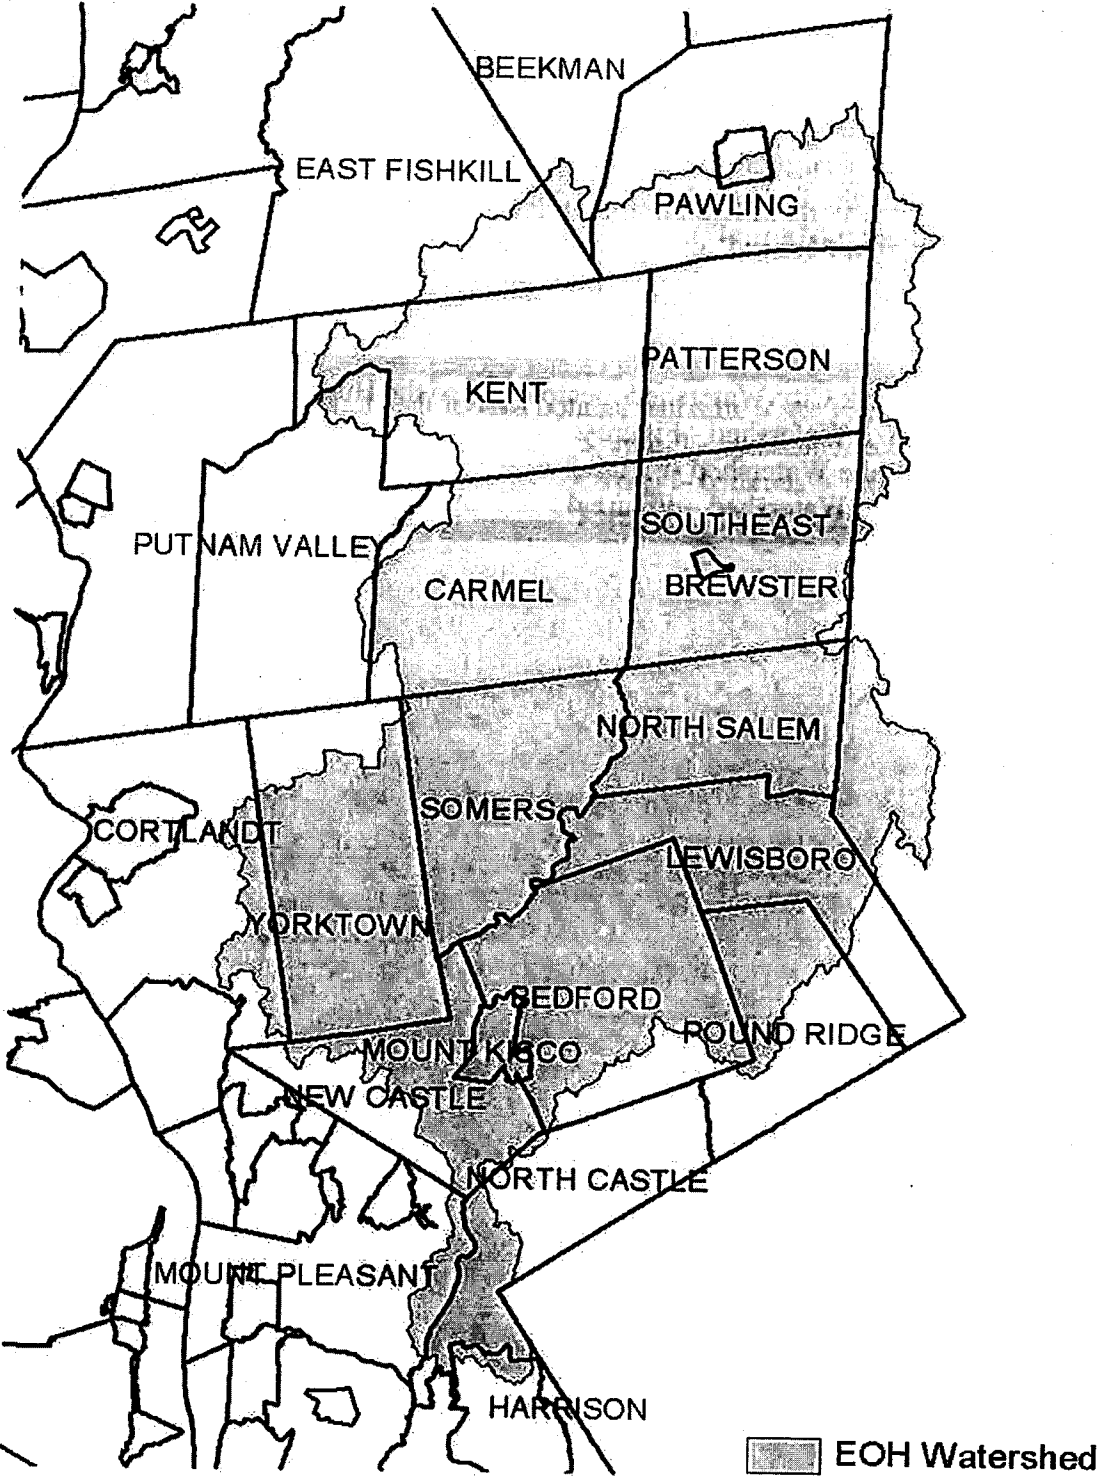 BEEKMAN
EAST FISHKILL
PAWLING
PATTERSON
KENT
SOUTHEAST
PUTNAM VALLEY
CARMEL
BREWSTER
NORTH SALEM
SOMERS
CORTLANDT
LEWISBORO
YORKTOWN
BEDFORD
POUND RIDGE
MOUNT KISCO
NEW CASTLE
NORTH CASTLE
MOUNT PLEASANT
HARRISON
EOH Watershed